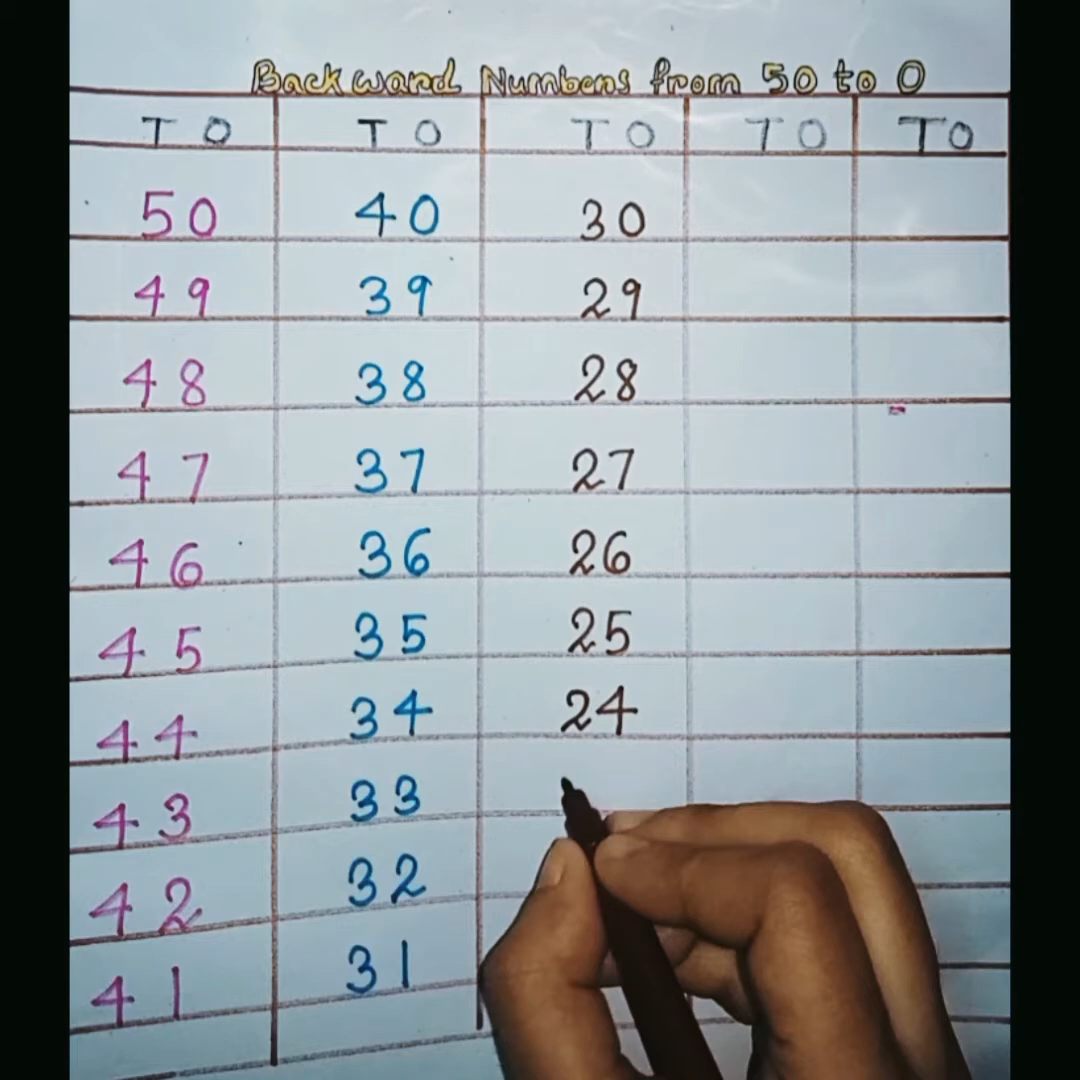 Backward Numbers from 50 to 0
T O T O T O T O T O
50 40 30
49 39 29
48 38 28
47 37 27
46 36 26
45 35 25
44 34 24
43 33
42 32
41 31